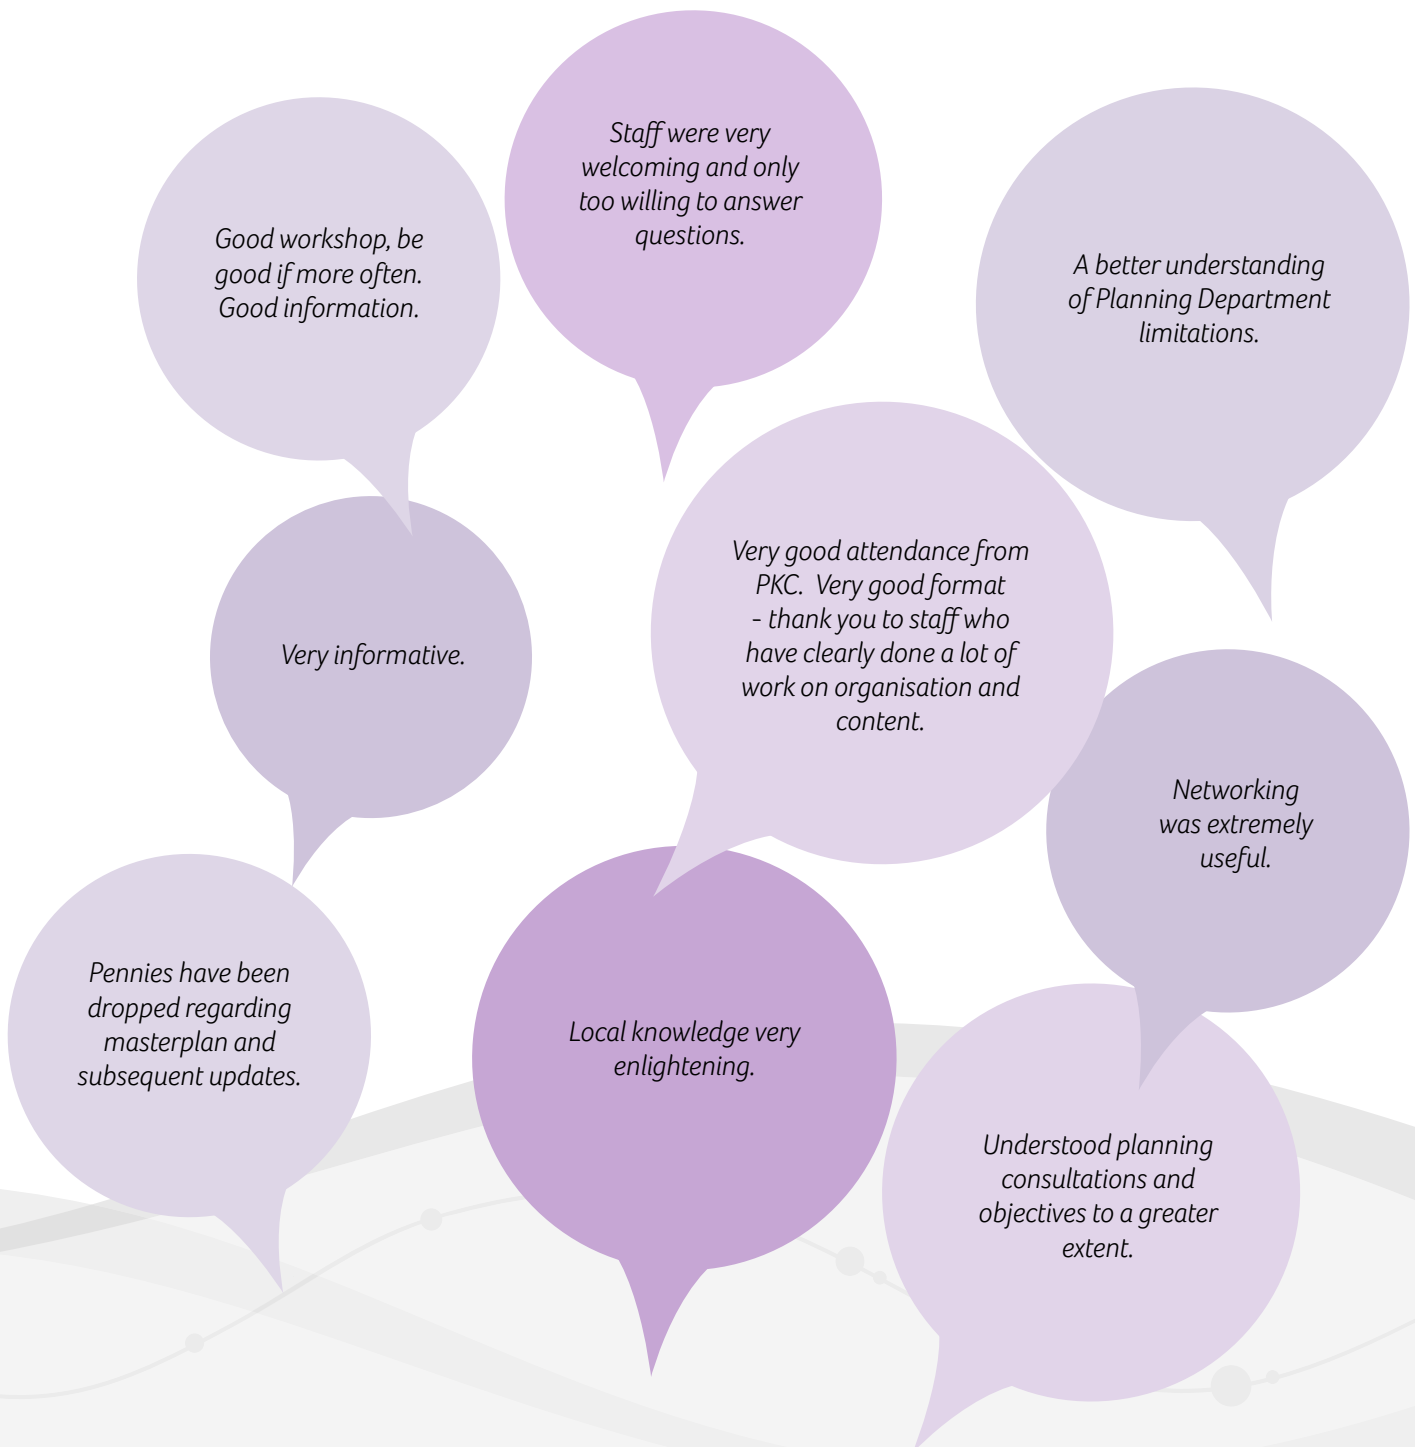 Staff were very
welcoming and only
too willing to answer
questions.
Good workshop, be
good if more often.
Good information.
A better understanding
of Planning Department
limitations.
Very good attendance from
PKC.  Very good format
- thank you to staff who
have clearly done a lot of
work on organisation and
content.
Very informative.
Networking
was extremely
useful.
Pennies have been
dropped regarding
masterplan and
subsequent updates.
Local knowledge very
enlightening.
Understood planning
consultations and
objectives to a greater
extent.